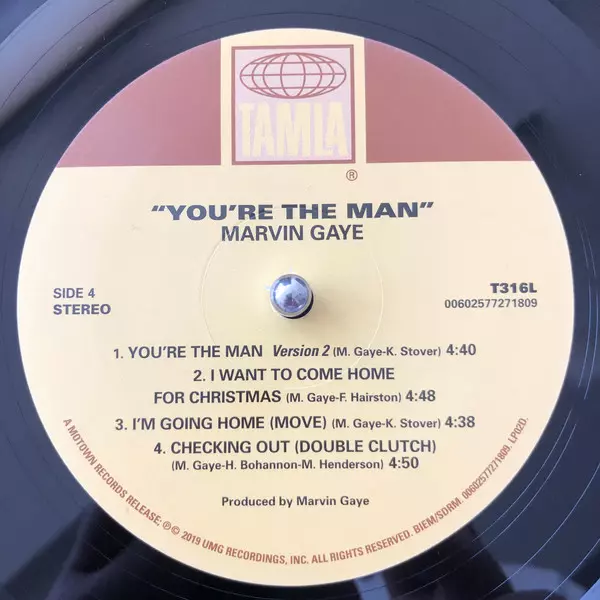 TAMLA
®
"YOU'RE THE MAN"
MARVIN GAYE
SIDE 4
STEREO
T316L
00602577271809
1. YOU'RE THE MAN Version 2 (M. Gaye-K. Stover) 4:40
2. I WANT TO COME HOME
FOR CHRISTMAS (M. Gaye-F. Hairston) 4:48
3. I'M GOING HOME (MOVE) (M. Gaye-K. Stover) 4:38
4. CHECKING OUT (DOUBLE CLUTCH)
(M. Gaye-H. Bohannon-M. Henderson) 4:50
Produced by Marvin Gaye
A MOTOWN RECORDS RELEASE; ℗© 2019 UMG RECORDINGS, INC. ALL RIGHTS RESERVED. BIEM/SDRM. 00602577271809. LP02D.